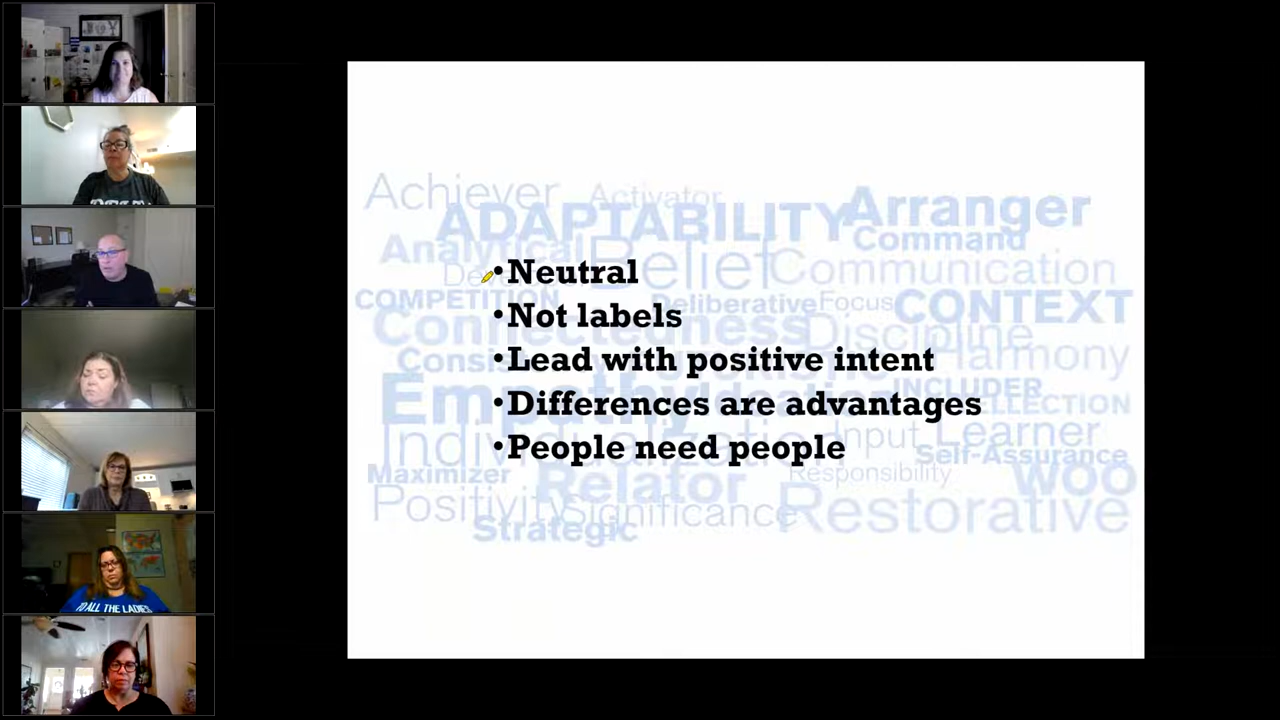 Achiever
Activator
ADAPTABILITY
Arranger
Analytical
Command
Belief
Communication
• Neutral
COMPETITION
Deliberative
Focus
CONTEXT
• Not labels
Connectedness
Discipline
Harmony
• Lead with positive intent
Empathy
INCLUDER
• Differences are advantages
Individualization
Input
Learner
• People need people
Self-Assurance
Maximizer
Relator
Responsibility
WOO
Positivity
Significance
Restorative
Strategic
TO ALL THE LADIES